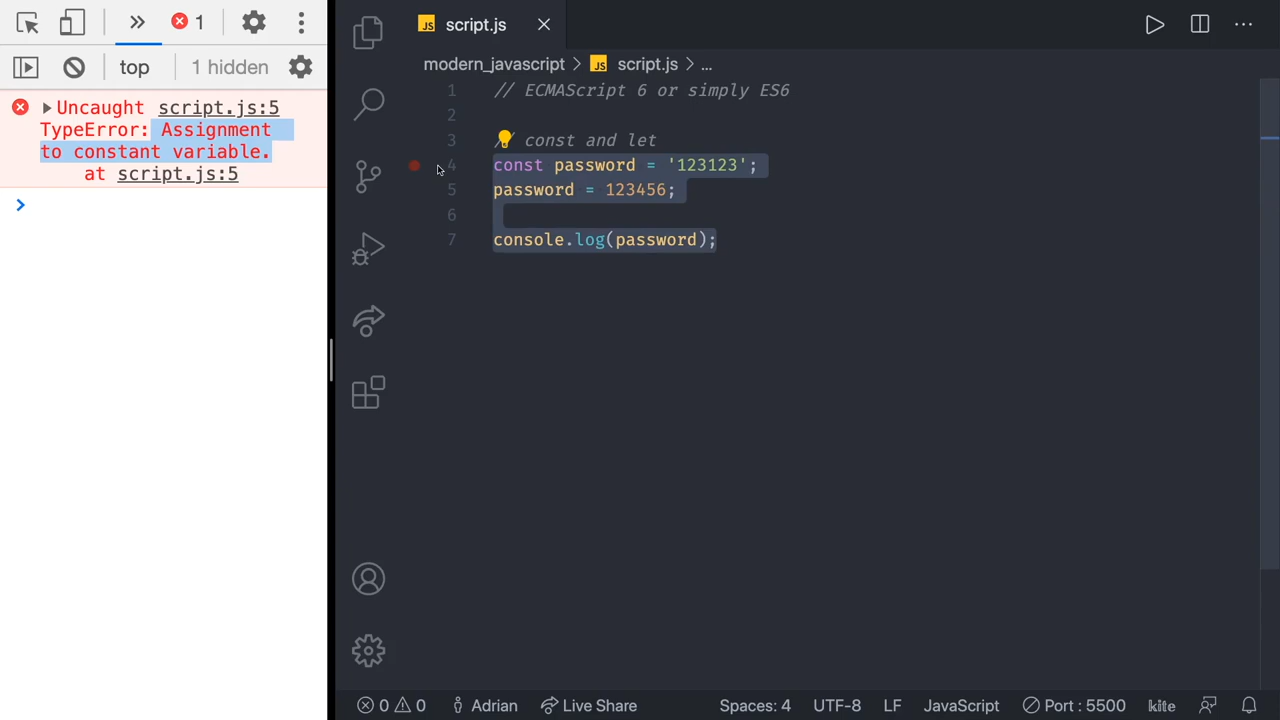 1
top
1 hidden
Uncaught script.js:5
TypeError: Assignment
to constant variable.
at script.js:5
JS script.js
modern_javascript > JS script.js > ...
1 // ECMAScript 6 or simply ES6
2
3 // const and let
4 const password = '123123';
5 password = 123456;
6
7 console.log(password);
0 0 Adrian Live Share Spaces: 4 UTF-8 LF JavaScript Port : 5500 kite